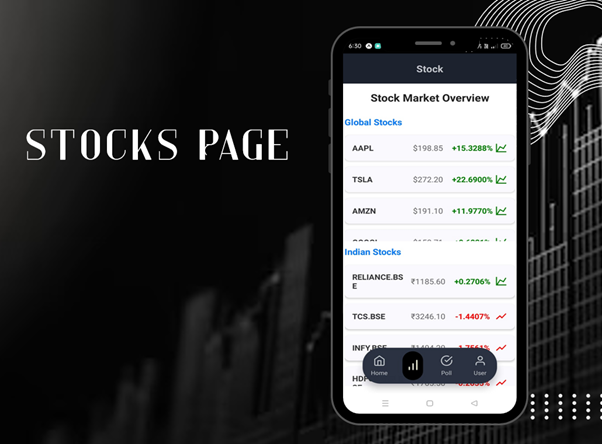 STOCKS PAGE
6:30
Stock
Stock Market Overview
Global Stocks
AAPL $198.85 +15.3288%
TSLA $272.20 +22.6900%
AMZN $191.10 +11.9770%
Indian Stocks
RELIANCE.BS
E ₹1185.60 +0.2706%
TCS.BSE ₹3246.10 -1.4407%
INFY.BSE
Home Poll User